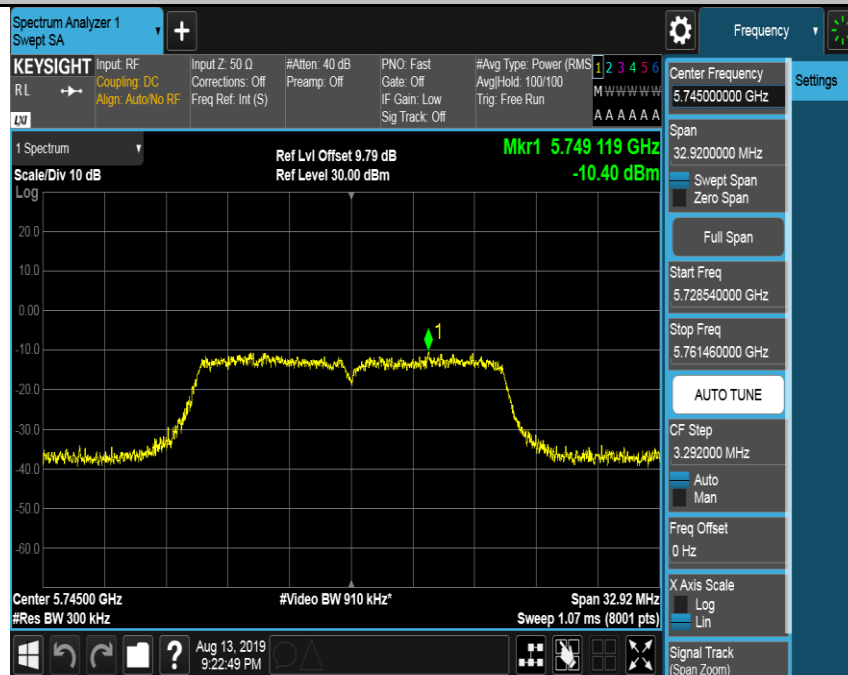 Spectrum Analyzer 1
Swept SA
+
Frequency
KEYSIGHT
RL
LXI
Input: RF
Coupling: DC
Align: Auto/No RF
Input Z: 50 Ω
Corrections: Off
Freq Ref: Int (S)
#Atten: 40 dB
Preamp: Off
PNO: Fast
Gate: Off
IF Gain: Low
Sig Track: Off
#Avg Type: Power (RMS
Avg|Hold: 100/100
Trig: Free Run
1 2 3 4 5 6
M W W W W W
A A A A A A
1 Spectrum
Scale/Div 10 dB
Log
Ref Lvl Offset 9.79 dB
Ref Level 30.00 dBm
Mkr1 5.749 119 GHz
-10.40 dBm
20.0
10.0
0.00
-10.0
-20.0
-30.0
-40.0
-50.0
-60.0
1
Center 5.74500 GHz
#Res BW 300 kHz
#Video BW 910 kHz*
Span 32.92 MHz
Sweep 1.07 ms (8001 pts)
?
Aug 13, 2019
9:22:49 PM
Center Frequency
5.745000000 GHz
Span
32.9200000 MHz
Swept Span
Zero Span
Full Span
Start Freq
5.728540000 GHz
Stop Freq
5.761460000 GHz
AUTO TUNE
CF Step
3.292000 MHz
Auto
Man
Freq Offset
0 Hz
X Axis Scale
Log
Lin
Signal Track
(Span Zoom)
Settings